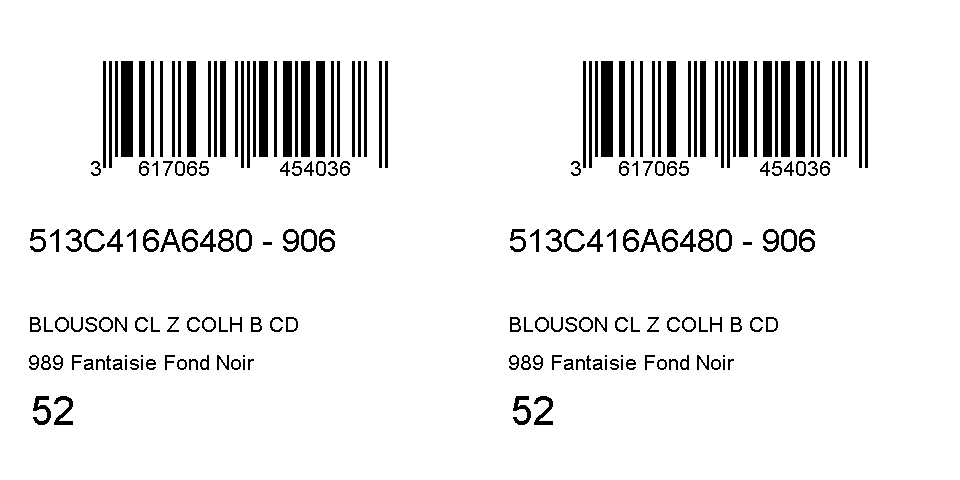 3 617065 454036
513C416A6480 - 906
BLOUSON CL Z COLH B CD
989 Fantaisie Fond Noir
52
3 617065 454036
513C416A6480 - 906
BLOUSON CL Z COLH B CD
989 Fantaisie Fond Noir
52